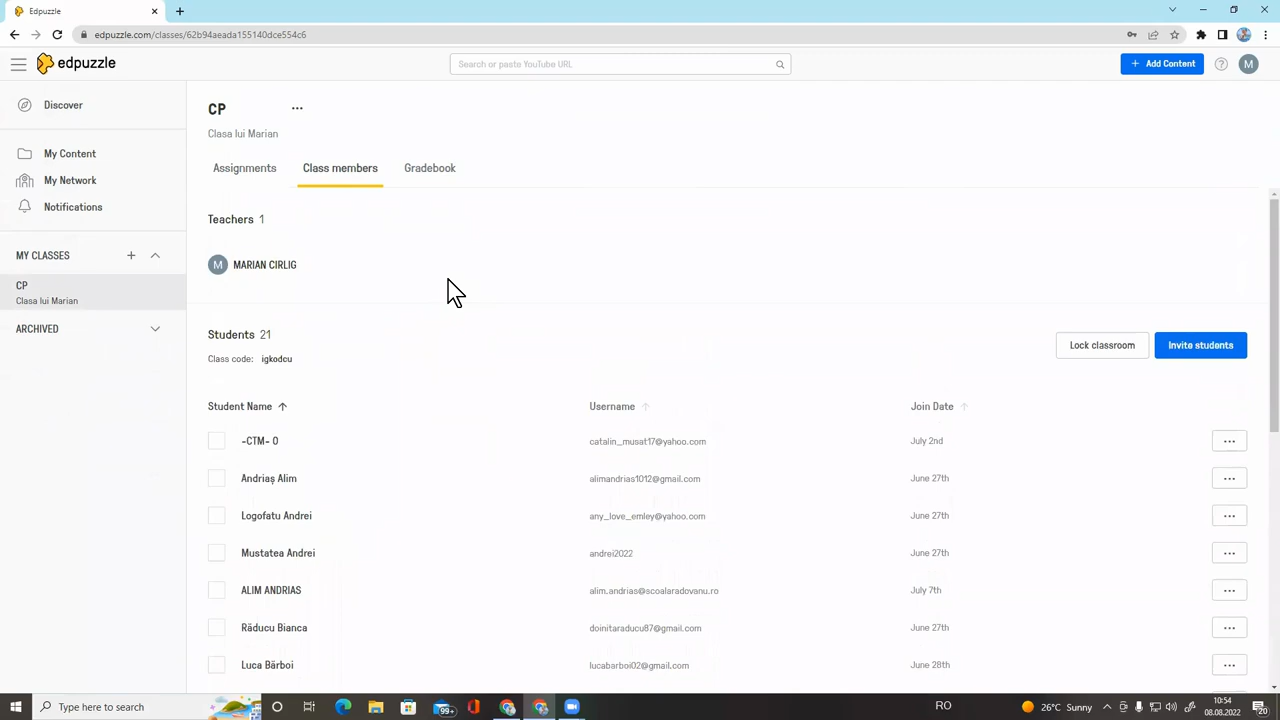 Edpuzzle
edpuzzle.com/classes/62b94aeada155140dce554c6
edpuzzle
Search or paste YouTube URL
+ Add Content
M
Discover
My Content
My Network
Notifications
MY CLASSES
CP
Clasa lui Marian
ARCHIVED
CP
Clasa lui Marian
Assignments Class members Gradebook
Teachers 1
M MARIAN CIRLIG
Students 21
Class code: igkodcu
Lock classroom Invite students
Student Name Username Join Date
-CTM- 0 catalin_musat17@yahoo.com July 2nd
Andriaș Alim alimandrias1012@gmail.com June 27th
Logofatu Andrei any_love_emley@yahoo.com June 27th
Mustatea Andrei andrei2022 June 27th
ALIM ANDRIAS alim.andrias@scoalaradovanu.ro July 7th
Răducu Bianca doinitaraducu87@gmail.com June 27th
Luca Bărboi lucabarboi02@gmail.com June 28th
Type here to search
99+
RO
26°C Sunny
10:54
08.08.2022
20